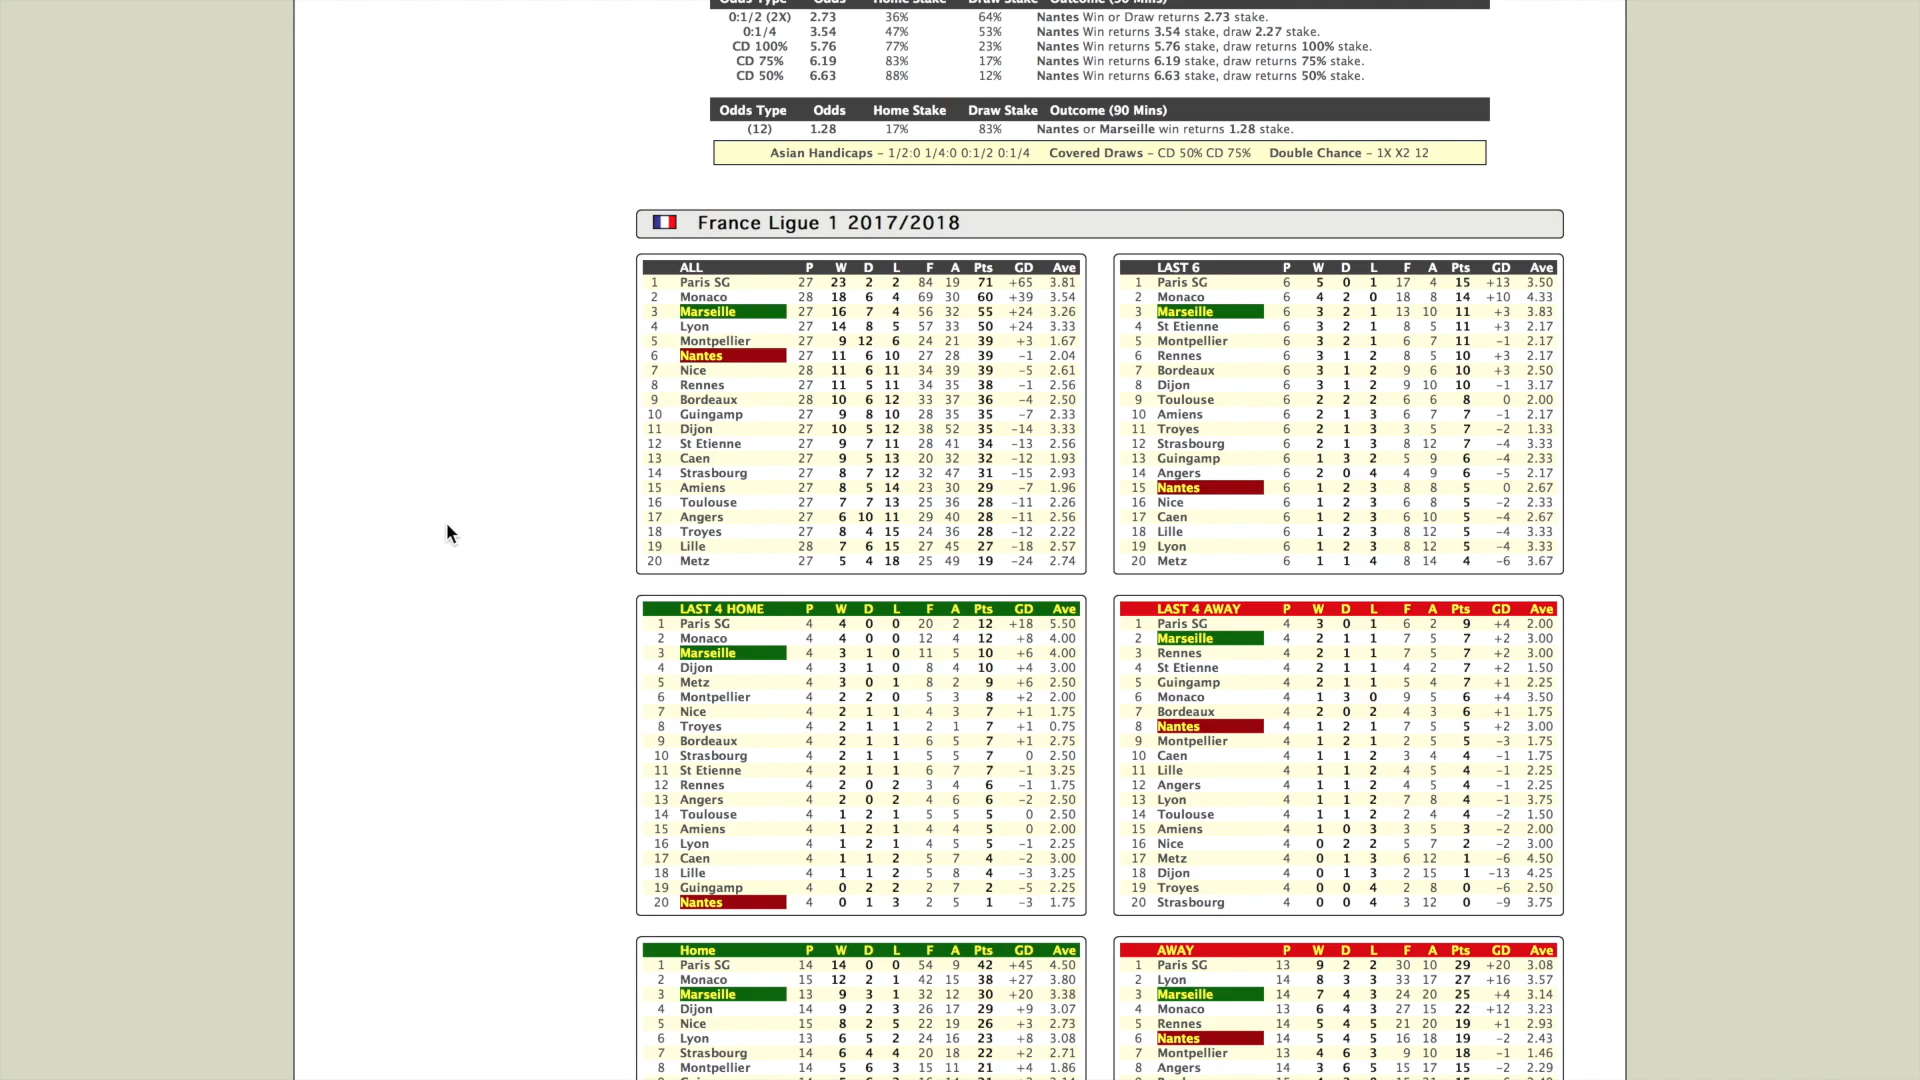 Odds Type Odds Home Stake Draw Stake Outcome (90 Mins)
0:1/2 (2X) 2.73 36% 64% Nantes Win or Draw returns 2.73 stake.
0:1/4 3.54 47% 53% Nantes Win returns 3.54 stake, draw 2.27 stake.
CD 100% 5.76 77% 23% Nantes Win returns 5.76 stake, draw returns 100% stake.
CD 75% 6.19 83% 17% Nantes Win returns 6.19 stake, draw returns 75% stake.
CD 50% 6.63 88% 12% Nantes Win returns 6.63 stake, draw returns 50% stake.
Odds Type Odds Home Stake Draw Stake Outcome (90 Mins)
(12) 1.28 17% 83% Nantes or Marseille win returns 1.28 stake.
Asian Handicaps – 1/2:0 1/4:0 0:1/2 0:1/4 Covered Draws – CD 50% CD 75% Double Chance – 1X X2 12
France Ligue 1 2017/2018
ALL P W D L F A Pts GD Ave
1 Paris SG 27 23 2 2 84 19 71 +65 3.81
2 Monaco 28 18 6 4 69 30 60 +39 3.54
3 Marseille 27 16 7 4 56 32 55 +24 3.26
4 Lyon 27 14 8 5 57 33 50 +24 3.33
5 Montpellier 27 9 12 6 24 21 39 +3 1.67
6 Nantes 27 11 6 10 27 28 39 −1 2.04
7 Nice 28 11 6 11 34 39 39 −5 2.61
8 Rennes 27 11 5 11 34 35 38 −1 2.56
9 Bordeaux 28 10 6 12 33 37 36 −4 2.50
10 Guingamp 27 9 8 10 28 35 35 −7 2.33
11 Dijon 27 10 5 12 38 52 35 −14 3.33
12 St Etienne 27 9 7 11 28 41 34 −13 2.56
13 Caen 27 9 5 13 20 32 32 −12 1.93
14 Strasbourg 27 8 7 12 32 47 31 −15 2.93
15 Amiens 27 8 5 14 23 30 29 −7 1.96
16 Toulouse 27 7 7 13 25 36 28 −11 2.26
17 Angers 27 6 10 11 29 40 28 −11 2.56
18 Troyes 27 8 4 15 24 36 28 −12 2.22
19 Lille 28 7 6 15 27 45 27 −18 2.57
20 Metz 27 5 4 18 25 49 19 −24 2.74
LAST 6 P W D L F A Pts GD Ave
1 Paris SG 6 5 0 1 17 4 15 +13 3.50
2 Monaco 6 4 2 0 18 8 14 +10 4.33
3 Marseille 6 3 2 1 13 10 11 +3 3.83
4 St Etienne 6 3 2 1 8 5 11 +3 2.17
5 Montpellier 6 3 2 1 6 7 11 −1 2.17
6 Rennes 6 3 1 2 8 5 10 +3 2.17
7 Bordeaux 6 3 1 2 9 6 10 +3 2.50
8 Dijon 6 3 1 2 9 10 10 −1 3.17
9 Toulouse 6 2 2 2 6 6 8 0 2.00
10 Amiens 6 2 1 3 6 7 7 −1 2.17
11 Troyes 6 2 1 3 3 5 7 −2 1.33
12 Strasbourg 6 2 1 3 8 12 7 −4 3.33
13 Guingamp 6 1 3 2 5 9 6 −4 2.33
14 Angers 6 2 0 4 4 9 6 −5 2.17
15 Nantes 6 1 2 3 8 8 5 0 2.67
16 Nice 6 1 2 3 6 8 5 −2 2.33
17 Caen 6 1 2 3 6 10 5 −4 2.67
18 Lille 6 1 2 3 8 12 5 −4 3.33
19 Lyon 6 1 2 3 8 12 5 −4 3.33
20 Metz 6 1 1 4 8 14 4 −6 3.67
LAST 4 HOME P W D L F A Pts GD Ave
1 Paris SG 4 4 0 0 20 2 12 +18 5.50
2 Monaco 4 4 0 0 12 4 12 +8 4.00
3 Marseille 4 3 1 0 11 5 10 +6 4.00
4 Dijon 4 3 1 0 8 4 10 +4 3.00
5 Metz 4 3 0 1 8 2 9 +6 2.50
6 Montpellier 4 2 2 0 5 3 8 +2 2.00
7 Nice 4 2 1 1 4 3 7 +1 1.75
8 Troyes 4 2 1 1 2 1 7 +1 0.75
9 Bordeaux 4 2 1 1 6 5 7 +1 2.75
10 Strasbourg 4 2 1 1 5 5 7 0 2.50
11 St Etienne 4 2 1 1 6 7 7 −1 3.25
12 Rennes 4 2 0 2 3 4 6 −1 1.75
13 Angers 4 2 0 2 4 6 6 −2 2.50
14 Toulouse 4 1 2 1 5 5 5 0 2.50
15 Amiens 4 1 2 1 4 4 5 0 2.00
16 Lyon 4 1 2 1 4 5 5 −1 2.25
17 Caen 4 1 1 2 5 7 4 −2 3.00
18 Lille 4 1 1 2 5 8 4 −3 3.25
19 Guingamp 4 0 2 2 2 7 2 −5 2.25
20 Nantes 4 0 1 3 2 5 1 −3 1.75
LAST 4 AWAY P W D L F A Pts GD Ave
1 Paris SG 4 3 0 1 6 2 9 +4 2.00
2 Marseille 4 2 1 1 7 5 7 +2 3.00
3 Rennes 4 2 1 1 7 5 7 +2 3.00
4 St Etienne 4 2 1 1 4 2 7 +2 1.50
5 Guingamp 4 2 1 1 5 4 7 +1 2.25
6 Monaco 4 1 3 0 9 5 6 +4 3.50
7 Bordeaux 4 2 0 2 4 3 6 +1 1.75
8 Nantes 4 1 2 1 7 5 5 +2 3.00
9 Montpellier 4 1 2 1 2 5 5 −3 1.75
10 Caen 4 1 1 2 3 4 4 −1 1.75
11 Lille 4 1 1 2 4 5 4 −1 2.25
12 Angers 4 1 1 2 4 5 4 −1 2.25
13 Lyon 4 1 1 2 7 8 4 −1 3.75
14 Toulouse 4 1 1 2 2 4 4 −2 1.50
15 Amiens 4 1 0 3 3 5 3 −2 2.00
16 Nice 4 0 2 2 5 7 2 −2 3.00
17 Metz 4 0 1 3 6 12 1 −6 4.50
18 Dijon 4 0 1 3 2 15 1 −13 4.25
19 Troyes 4 0 0 4 2 8 0 −6 2.50
20 Strasbourg 4 0 0 4 3 12 0 −9 3.75
Home P W D L F A Pts GD Ave
1 Paris SG 14 14 0 0 54 9 42 +45 4.50
2 Monaco 15 12 2 1 42 15 38 +27 3.80
3 Marseille 13 9 3 1 32 12 30 +20 3.38
4 Dijon 14 9 2 3 26 17 29 +9 3.07
5 Nice 15 8 2 5 22 19 26 +3 2.73
6 Lyon 13 6 5 2 24 16 23 +8 3.08
7 Strasbourg 14 6 4 4 20 18 22 +2 2.71
8 Montpellier 14 5 6 3 15 11 21 +4 1.86
AWAY P W D L F A Pts GD Ave
1 Paris SG 13 9 2 2 30 10 29 +20 3.08
2 Lyon 14 8 3 3 33 17 27 +16 3.57
3 Marseille 14 7 4 3 24 20 25 +4 3.14
4 Monaco 13 6 4 3 27 15 22 +12 3.23
5 Rennes 14 5 4 5 21 20 19 +1 2.93
6 Nantes 14 5 4 5 16 18 19 −2 2.43
7 Montpellier 13 4 6 3 9 10 18 −1 1.46
8 Angers 14 3 6 5 15 17 15 −2 2.29